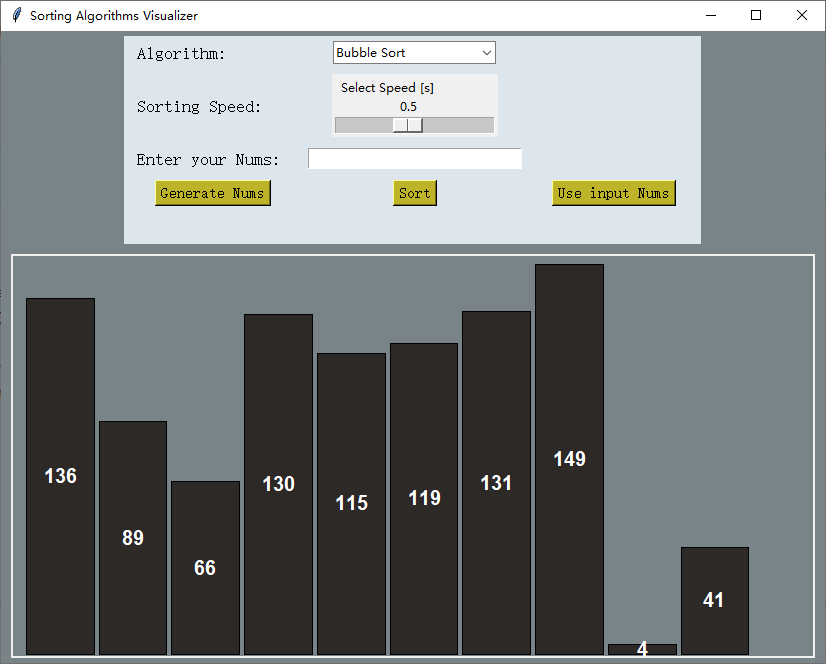 Sorting Algorithms Visualizer
Algorithm: Bubble Sort
Select Speed [s]
Sorting Speed: 0.5
Enter your Nums:
Generate Nums Sort Use input Nums
136 89 66 130 115 119 131 149 4 41